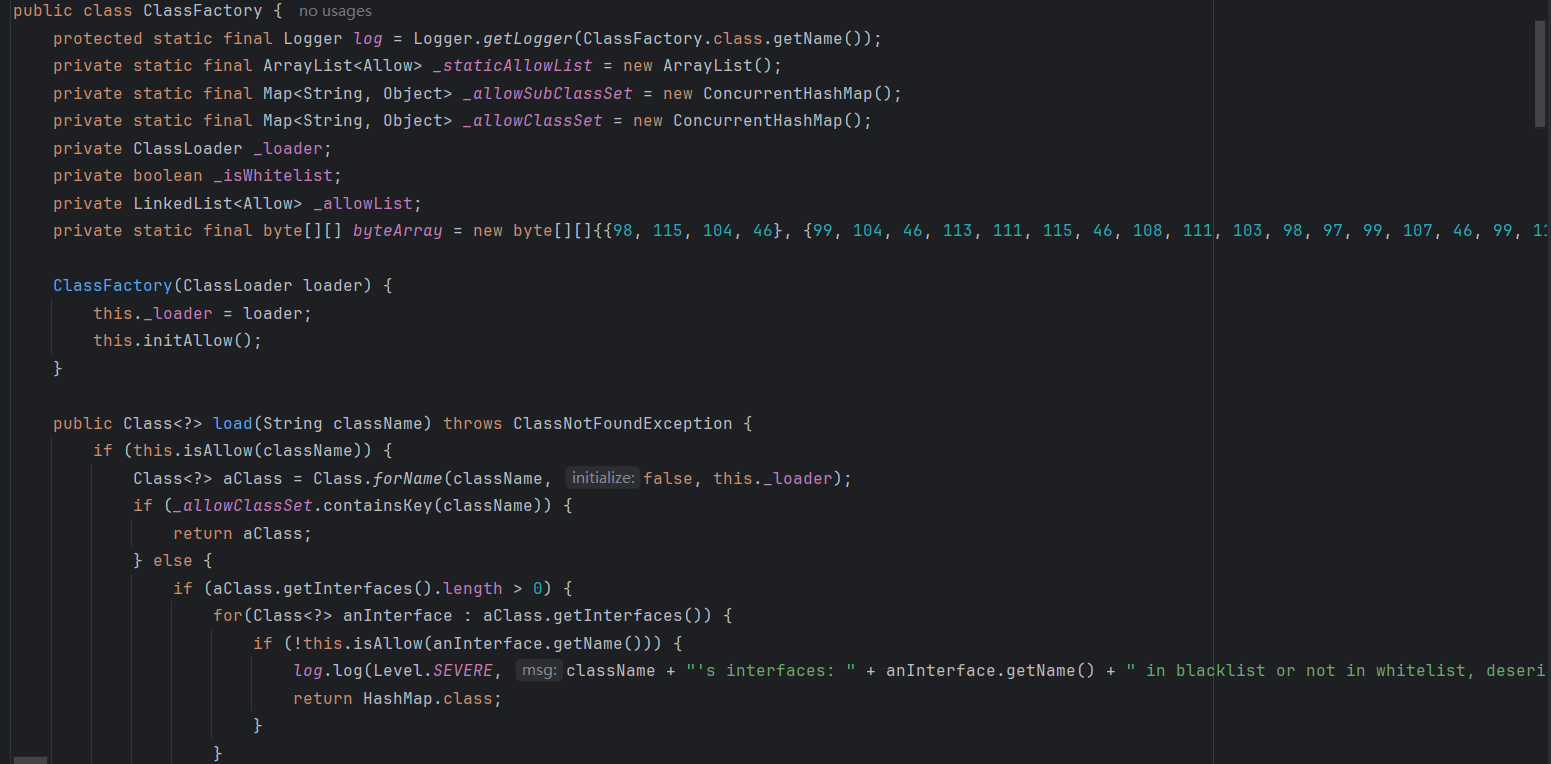 public class ClassFactory { no usages
protected static final Logger log = Logger.getLogger(ClassFactory.class.getName());
private static final ArrayList<Allow> _staticAllowList = new ArrayList();
private static final Map<String, Object> _allowSubClassSet = new ConcurrentHashMap();
private static final Map<String, Object> _allowClassSet = new ConcurrentHashMap();
private ClassLoader _loader;
private boolean _isWhitelist;
private LinkedList<Allow> _allowList;
private static final byte[][] byteArray = new byte[][]{{98, 115, 104, 46}, {99, 104, 46, 113, 111, 115, 46, 108, 111, 103, 98, 97, 99, 107, 46, 99, 11
ClassFactory(ClassLoader loader) {
this._loader = loader;
this.initAllow();
}
public Class<?> load(String className) throws ClassNotFoundException {
if (this.isAllow(className)) {
Class<?> aClass = Class.forName(className, initialize: false, this._loader);
if (_allowClassSet.containsKey(className)) {
return aClass;
} else {
if (aClass.getInterfaces().length > 0) {
for(Class<?> anInterface : aClass.getInterfaces()) {
if (!this.isAllow(anInterface.getName())) {
log.log(Level.SEVERE, msg: className + "'s interfaces: " + anInterface.getName() + " in blacklist or not in whitelist, deseri
return HashMap.class;
}
}